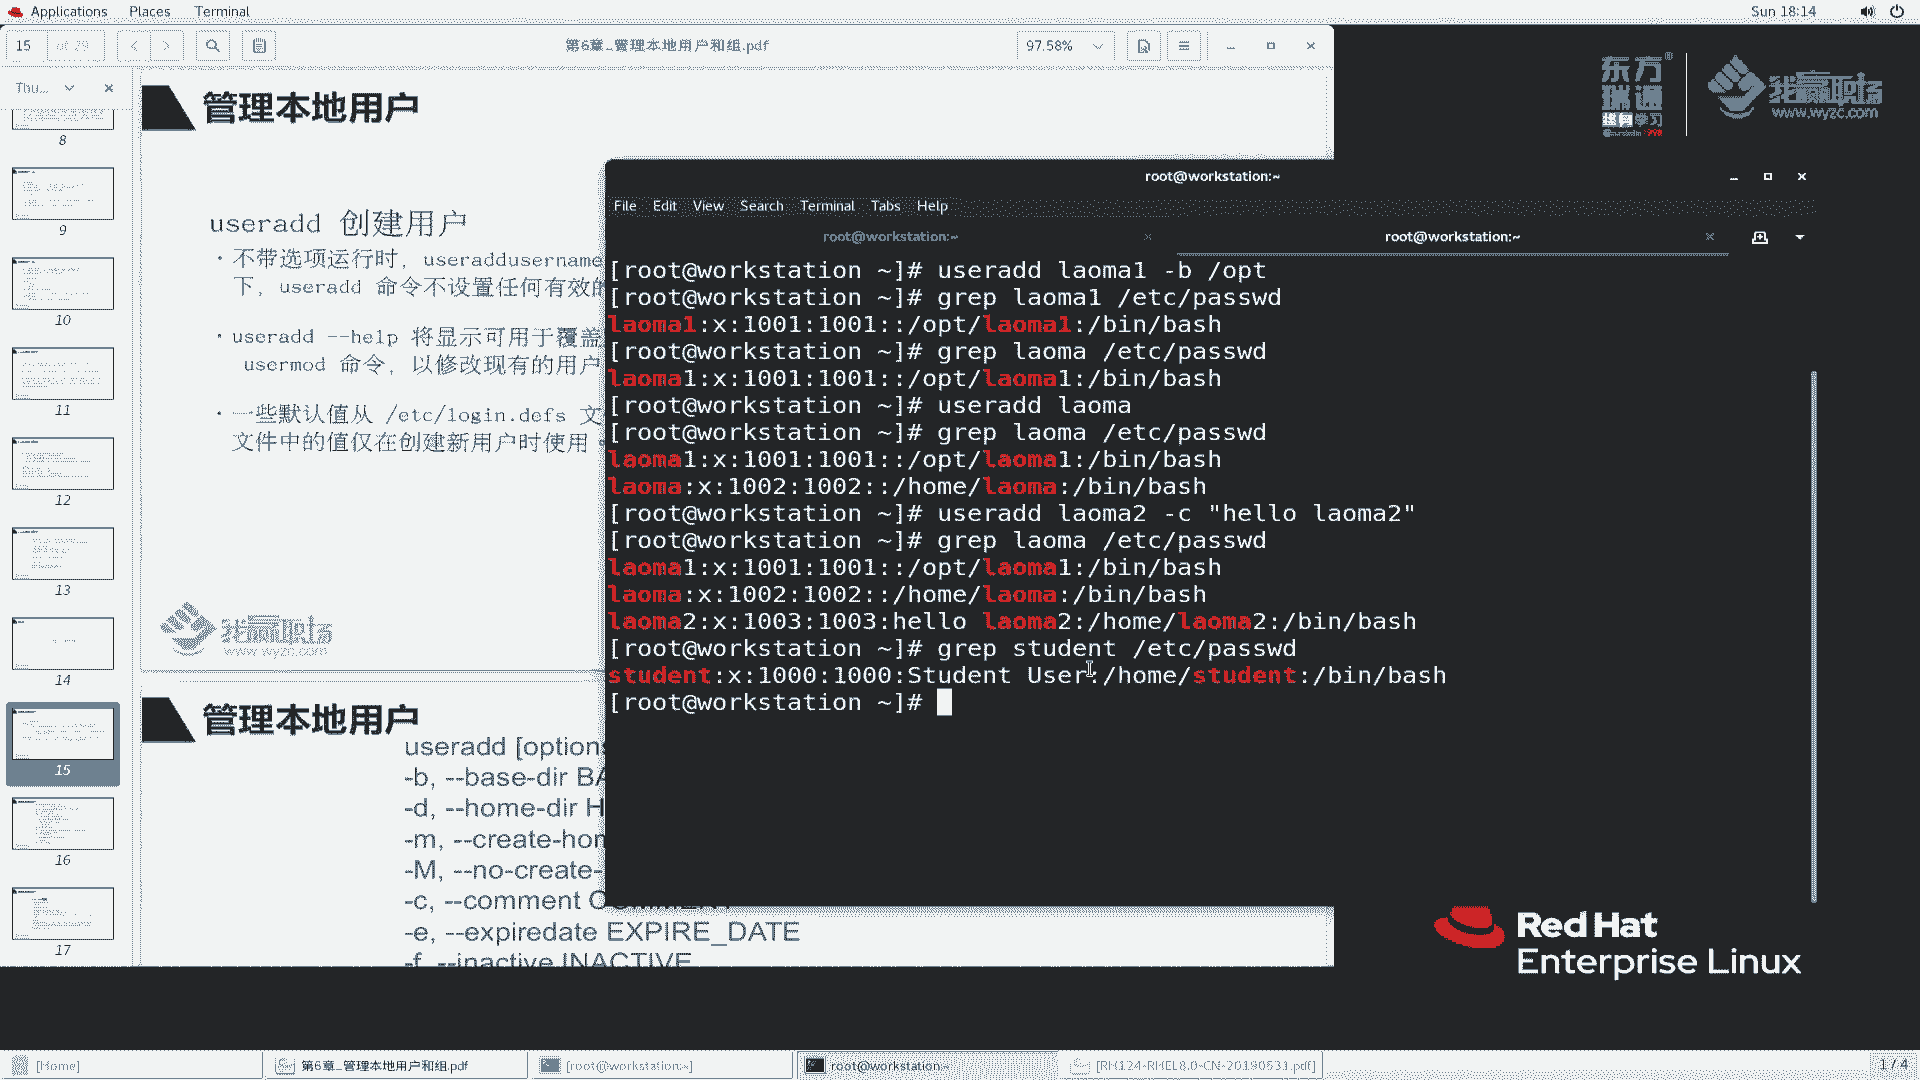 Applications Places Terminal
Sun 18:14
15 of 29
第6章_管理本地用户和组.pdf
97.58%
Thu...
8
9
10
11
12
13
14
15
16
17
管理本地用户
useradd 创建用户
· 不带选项运行时，useraddusername
下，useradd 命令不设置任何有效的
· useradd --help 将显示可用于覆盖
usermod 命令，以修改现有的用户
· 一些默认值从 /etc/login.defs 文
文件中的值仅在创建新用户时使用。
我赢职场
www.wyzc.com
管理本地用户
useradd [options
-b, --base-dir BA
-d, --home-dir H
-m, --create-hom
-M, --no-create-
-c, --comment COMMENT
-e, --expiredate EXPIRE_DATE
-f, --inactive INACTIVE
东方瑞通
学习
我赢职场
www.wyzc.com
root@workstation:~
File Edit View Search Terminal Tabs Help
root@workstation:~
root@workstation:~
[root@workstation ~]# useradd laoma1 -b /opt
[root@workstation ~]# grep laoma1 /etc/passwd
laoma1:x:1001:1001::/opt/laoma1:/bin/bash
[root@workstation ~]# grep laoma /etc/passwd
laoma1:x:1001:1001::/opt/laoma1:/bin/bash
[root@workstation ~]# useradd laoma
[root@workstation ~]# grep laoma /etc/passwd
laoma1:x:1001:1001::/opt/laoma1:/bin/bash
laoma:x:1002:1002::/home/laoma:/bin/bash
[root@workstation ~]# useradd laoma2 -c "hello laoma2"
[root@workstation ~]# grep laoma /etc/passwd
laoma1:x:1001:1001::/opt/laoma1:/bin/bash
laoma:x:1002:1002::/home/laoma:/bin/bash
laoma2:x:1003:1003:hello laoma2:/home/laoma2:/bin/bash
[root@workstation ~]# grep student /etc/passwd
student:x:1000:1000:Student User:/home/student:/bin/bash
[root@workstation ~]#
Red Hat
Enterprise Linux
[Home]
第6章_管理本地用户和组.pdf
[root@workstation:~]
root@workstation:~
[RH124-RHEL8.0-CN-20190531.pdf]
1 / 4